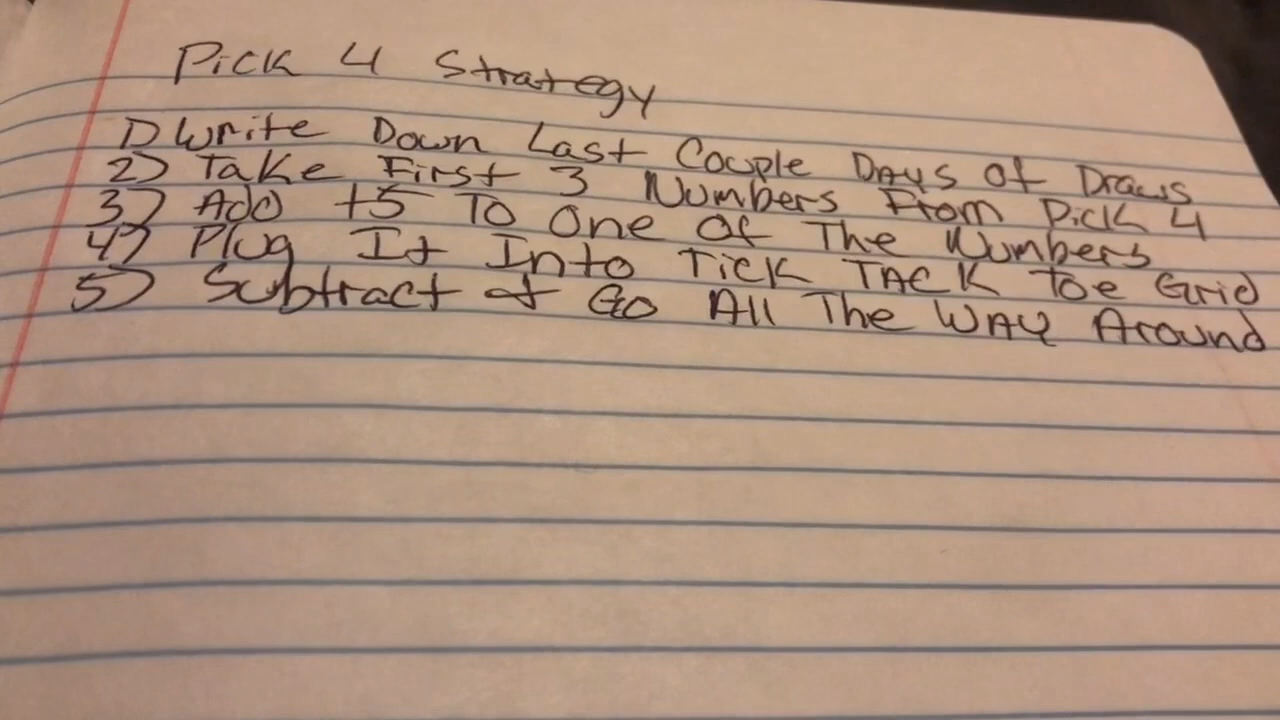 Pick 4 Strategy
1) Write Down Last Couple Days of Draws
2) Take First 3 Numbers From Pick 4
3) Add +5 To One Of The Numbers
4) Plug It Into Tick Tack Toe Grid
5) Subtract & Go All The Way Around